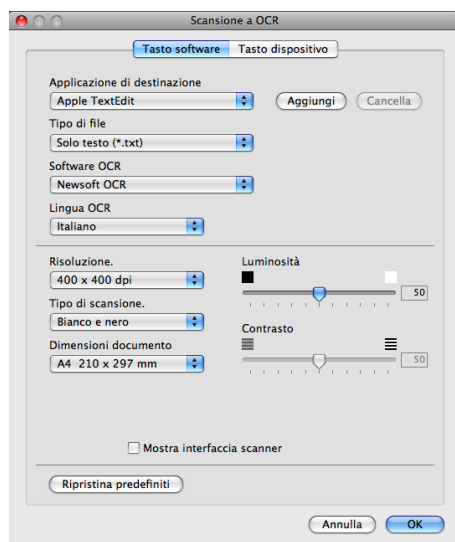 Scansione a OCR
Tasto software Tasto dispositivo
Applicazione di destinazione
Apple TextEdit Aggiungi Cancella
Tipo di file
Solo testo (*.txt)
Software OCR
Newsoft OCR
Lingua OCR
Italiano
Risoluzione. Luminosità
400 x 400 dpi 50
Tipo di scansione.
Bianco e nero Contrasto
Dimensioni documento
A4 210 x 297 mm 50
Mostra interfaccia scanner
Ripristina predefiniti
Annulla OK